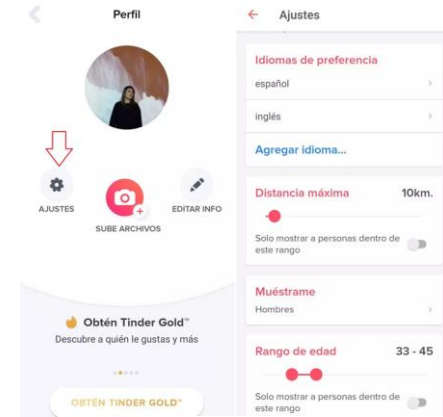 Perfil
AJUSTES
SUBE ARCHIVOS
EDITAR INFO
Obtén Tinder Gold™
Descubre a quién le gustas y más
OBTÉN TINDER GOLD™
Ajustes
Idiomas de preferencia
español
inglés
Agregar idioma...
Distancia máxima 10km.
Solo mostrar a personas dentro de
este rango
Muéstrame
Hombres
Rango de edad 33 - 45
Solo mostrar a personas dentro de
este rango